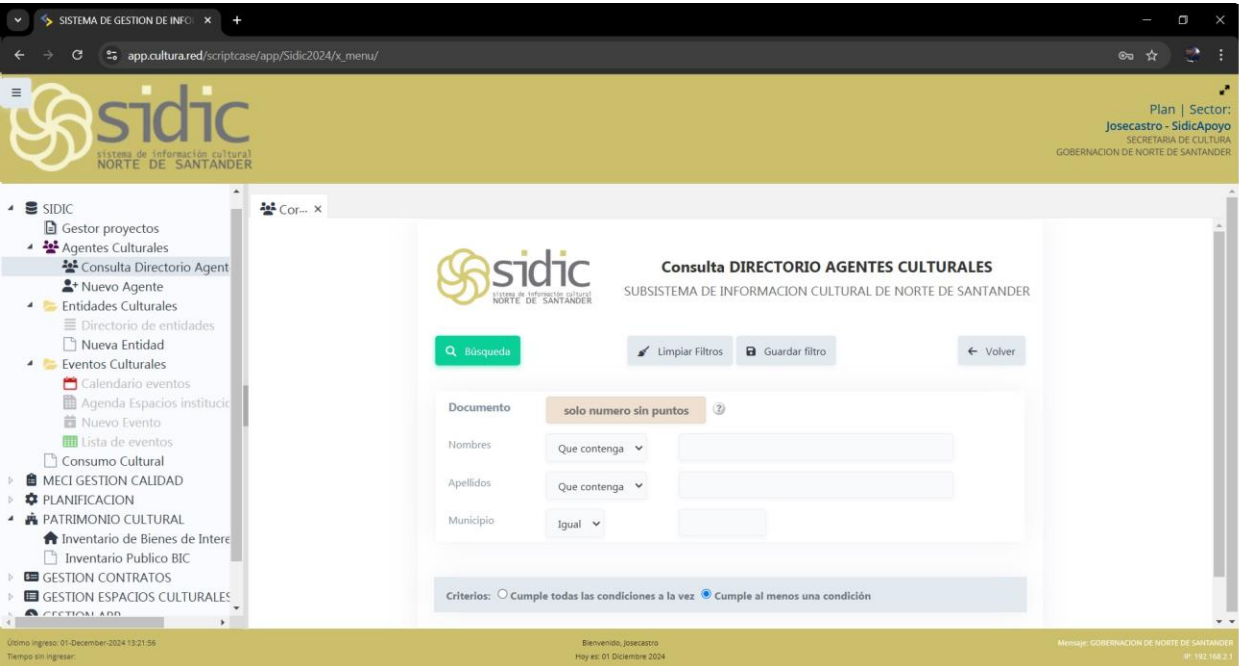 SISTEMA DE GESTION DE INFO
app.cultura.red/scriptcase/app/Sidic2024/x_menu/
sidic
sistema de información cultural
NORTE DE SANTANDER
Plan | Sector:
Josecastro - SidicApoyo
SECRETARIA DE CULTURA
GOBERNACION DE NORTE DE SANTANDER
SIDIC
Gestor proyectos
Agentes Culturales
Consulta Directorio Agent
Nuevo Agente
Entidades Culturales
Directorio de entidades
Nueva Entidad
Eventos Culturales
Calendario eventos
Agenda Espacios institucic
Nuevo Evento
Lista de eventos
Consumo Cultural
MECI GESTION CALIDAD
PLANIFICACION
PATRIMONIO CULTURAL
Inventario de Bienes de Intere
Inventario Publico BIC
GESTION CONTRATOS
GESTION ESPACIOS CULTURALES
GESTION APP
Cor...
sidic
sistema de información cultural
NORTE DE SANTANDER
Consulta DIRECTORIO AGENTES CULTURALES
SUBSISTEMA DE INFORMACION CULTURAL DE NORTE DE SANTANDER
Búsqueda
Limpiar Filtros
Guardar filtro
Volver
Documento solo numero sin puntos
Nombres Que contenga
Apellidos Que contenga
Municipio Igual
Criterios: Cumple todas las condiciones a la vez Cumple al menos una condición
Último ingreso: 01-December-2024 13:21:56
Tiempo sin ingresar:
Bienvenido, Josecastro
Hoy es: 01 Diciembre 2024
Mensaje: GOBERNACION DE NORTE DE SANTANDER
IP: 192.168.2.1